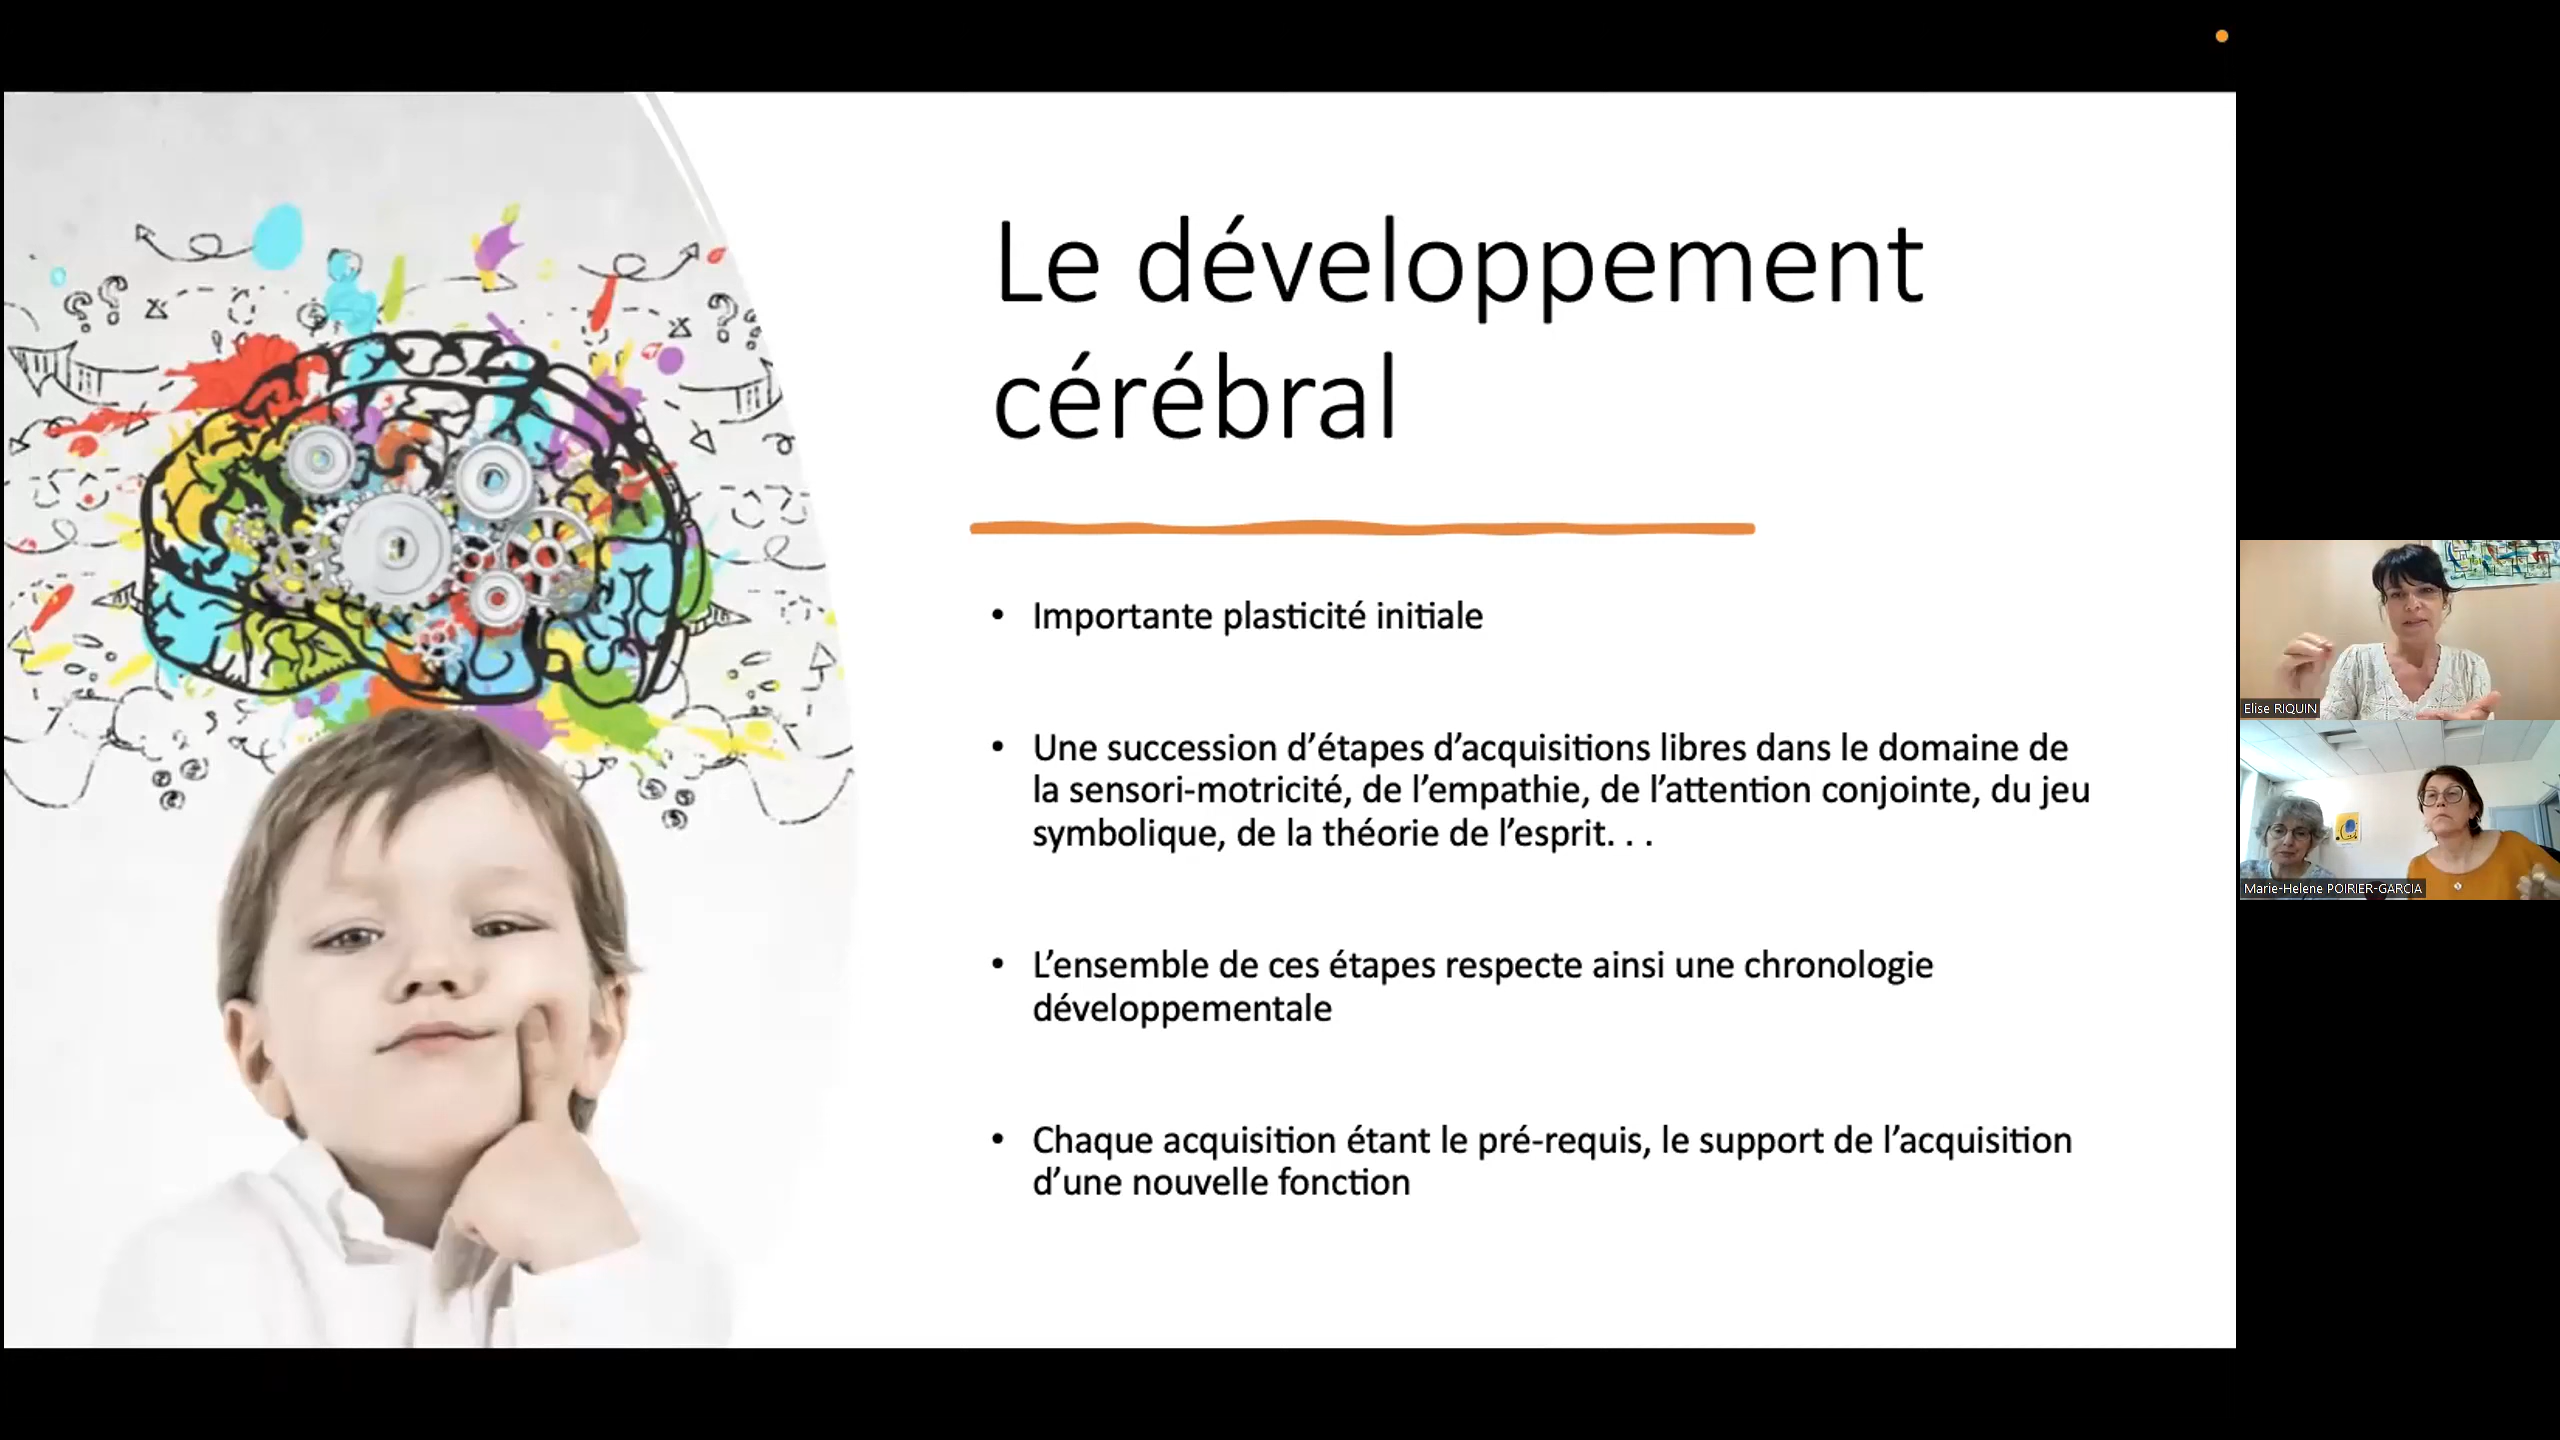 Le développement
cérébral
• Importante plasticité initiale
• Une succession d’étapes d’acquisitions libres dans le domaine de
la sensori-motricité, de l’empathie, de l’attention conjointe, du jeu
symbolique, de la théorie de l’esprit. . .
• L’ensemble de ces étapes respecte ainsi une chronologie
développementale
• Chaque acquisition étant le pré-requis, le support de l’acquisition
d’une nouvelle fonction
Elise RIQUIN
Marie-Helene POIRIER-GARCIA